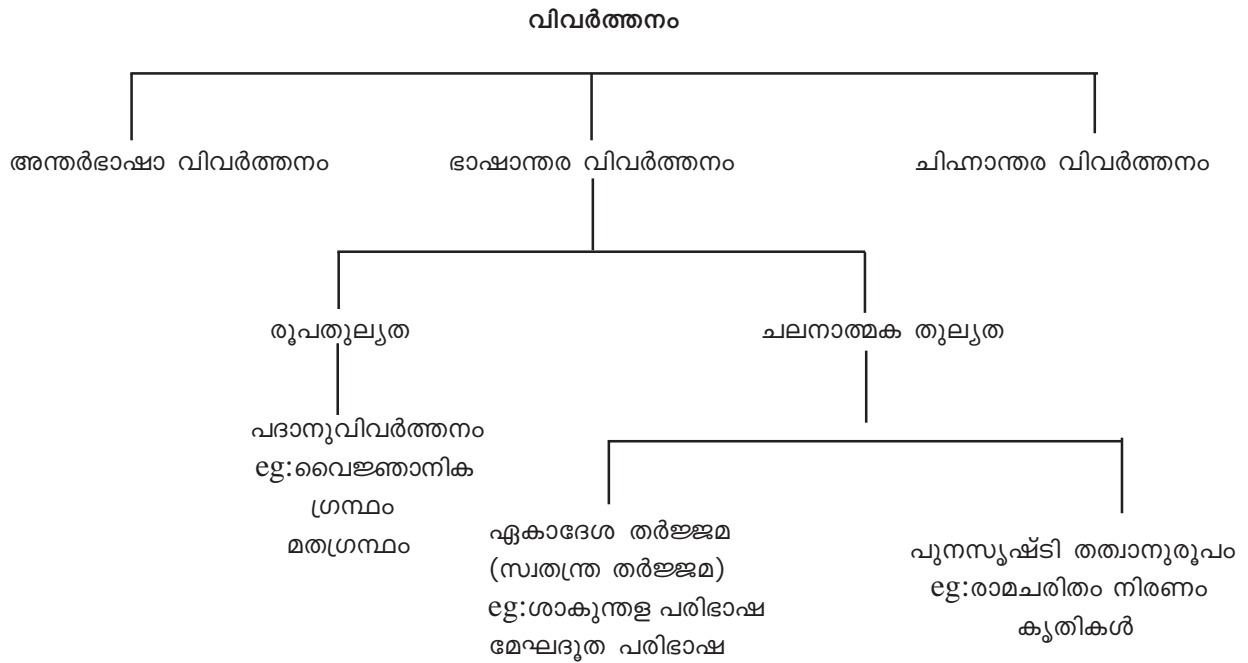 വിവർത്തനം
അന്തർഭാഷാ വിവർത്തനം ഭാഷാന്തര വിവർത്തനം ചിഹ്നാന്തര വിവർത്തനം
രൂപതുല്യത ചലനാത്മക തുല്യത
പദാനുവിവർത്തനം
eg:വൈജ്ഞാനിക
ഗ്രന്ഥം
മതഗ്രന്ഥം
ഏകാദേശ തർജ്ജമ
(സ്വതന്ത്ര തർജ്ജമ)
eg:ശാകുന്തള പരിഭാഷ
മേഘദൂത പരിഭാഷ
പുനസൃഷ്ടി തത്വാനുരൂപം
eg:രാമചരിതം നിരണം
കൃതികൾ